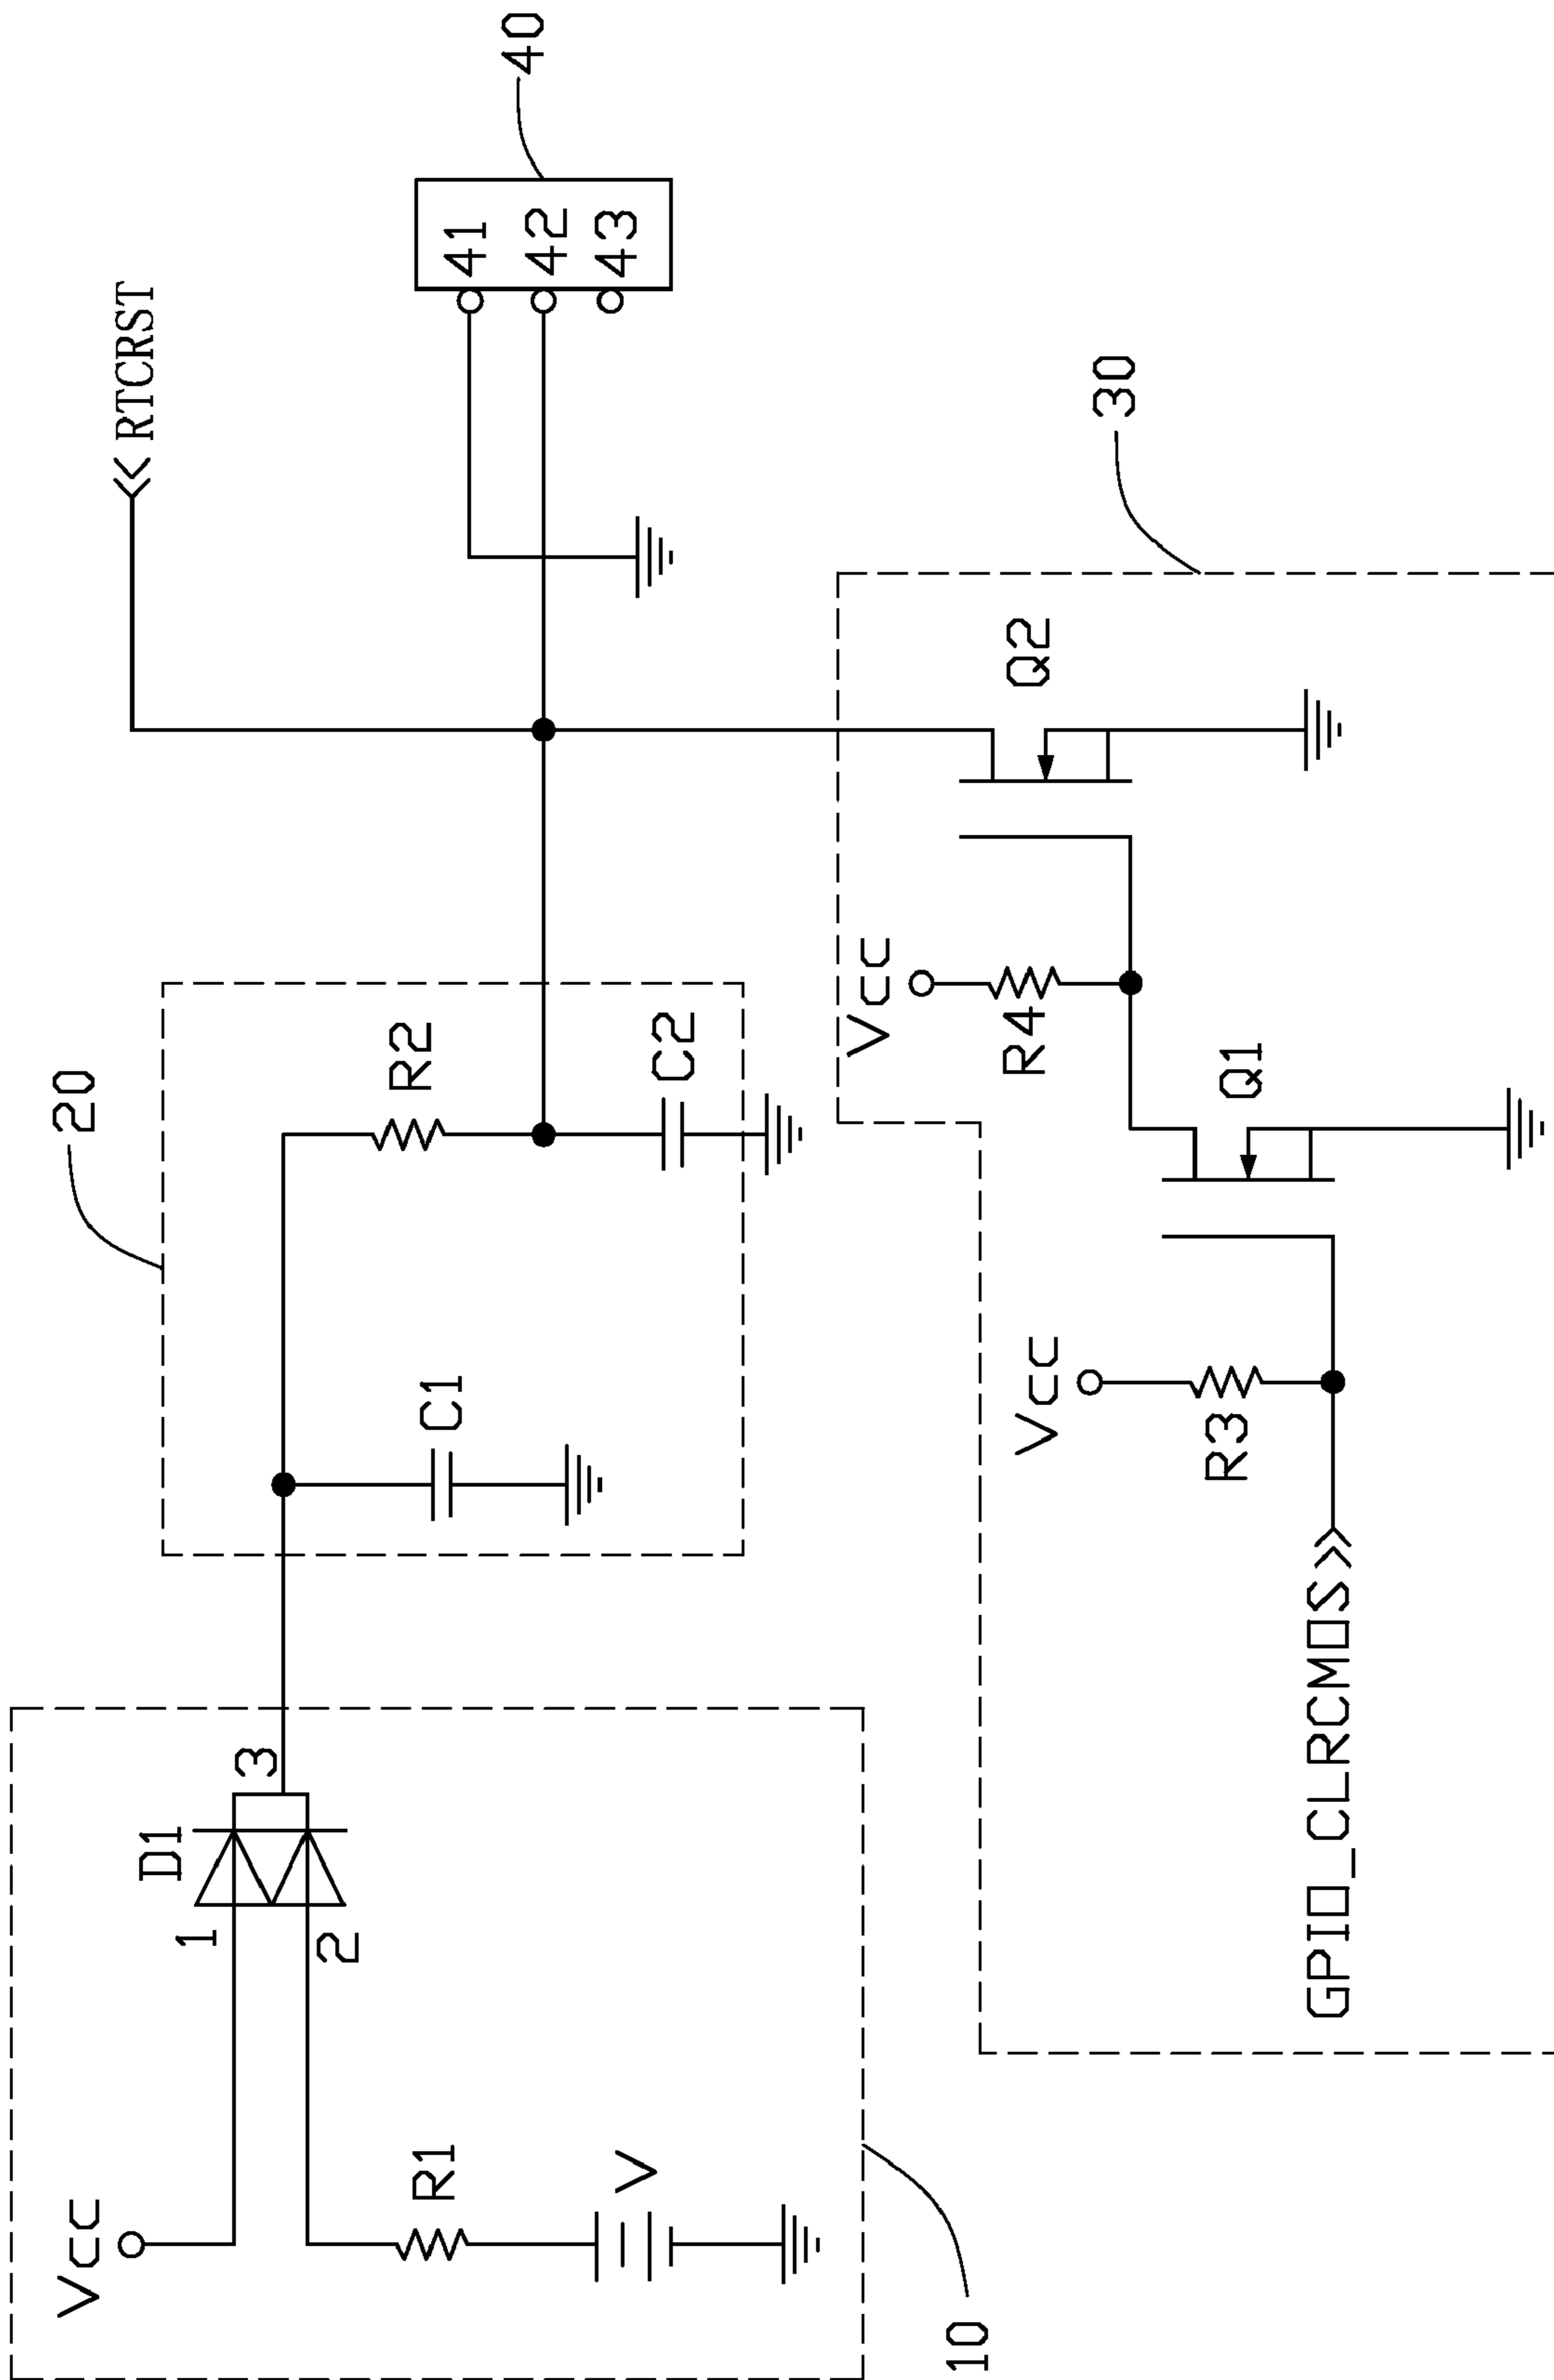 Vcc
R1
V
10
D1
1
2
3
20
C1
R2
C2
RTCRST
40
41
42
43
30
Vcc
R4
Q2
Vcc
R3
Q1
GPIO_CLRCMOS